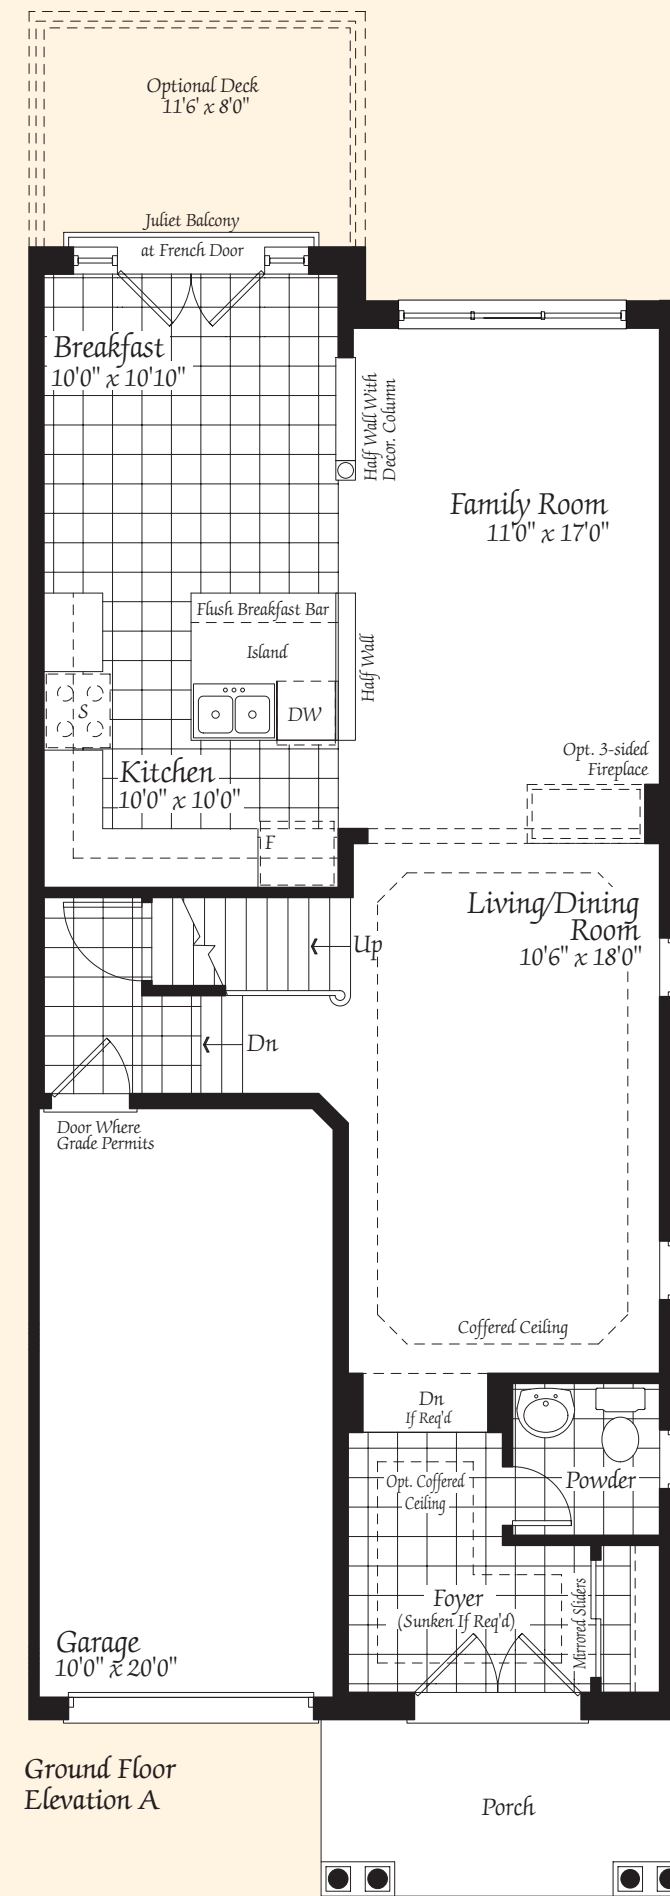 Optional Deck
11'6' x 8'0"
Juliet Balcony
at French Door
Breakfast
10'0" x 10'10"
Half Wall With
Decor. Column
Family Room
11'0" x 17'0"
Flush Breakfast Bar
Island
Half Wall
S
DW
Opt. 3-sided
Fireplace
Kitchen
10'0" x 10'0"
F
Living/Dining
Room
10'6" x 18'0"
Up
Dn
Door Where
Grade Permits
Coffered Ceiling
Dn
If Req'd
Opt. Coffered
Ceiling
Powder
Foyer
(Sunken If Req'd)
Mirrored Sliders
Garage
10'0" x 20'0"
Ground Floor
Elevation A
Porch